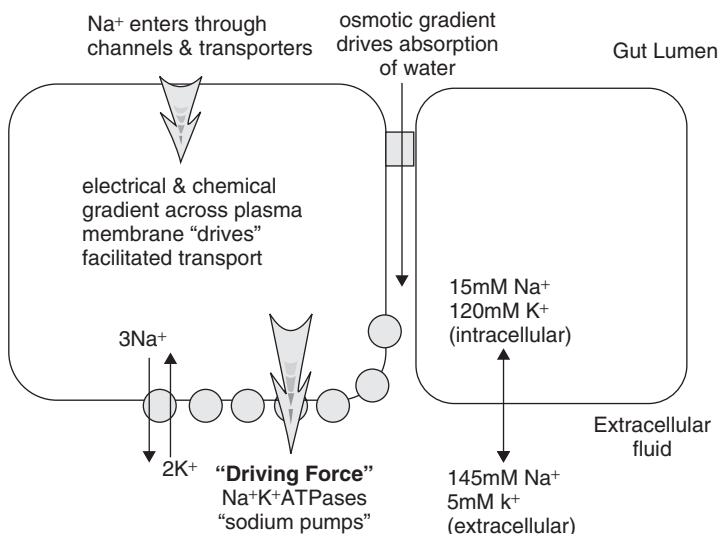 Na⁺ enters through
channels & transporters
osmotic gradient
drives absorption
of water
Gut Lumen
electrical & chemical
gradient across plasma
membrane “drives”
facilitated transport
15mM Na⁺
120mM K⁺
(intracellular)
3Na⁺
2K⁺
“Driving Force”
Na⁺K⁺ATPases
“sodium pumps”
Extracellular
fluid
145mM Na⁺
5mM k⁺
(extracellular)